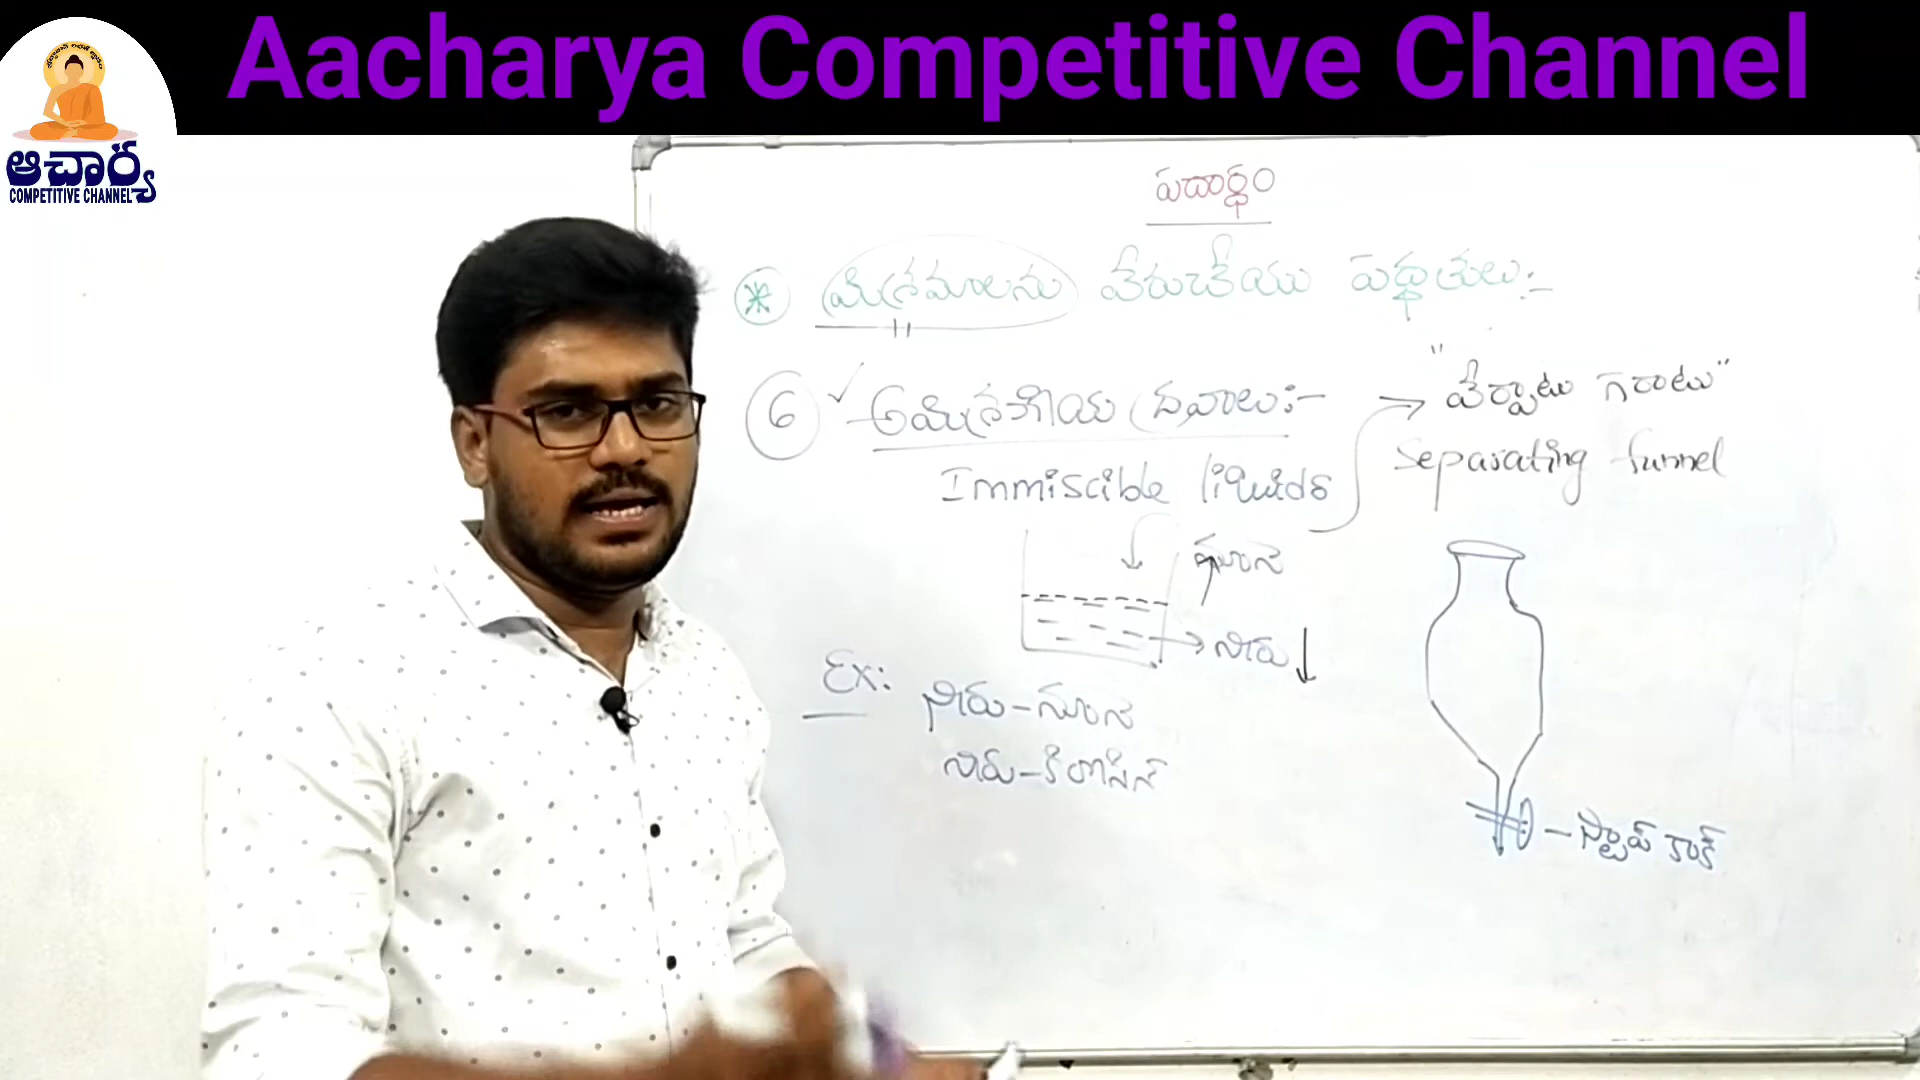 Aacharya Competitive Channel
ఆచార్య
COMPETITIVE CHANNEL
పదార్థం
* మిశ్రమాలను వేరుచేయు పద్ధతులు:-
6 అమిశ్రణీయ ద్రవాలు:-
Immiscible liquids
"వేర్పాటు గరాటు"
Separating funnel
నూనె
నీరు
Ex: నీరు-నూనె
నీరు-కిరోసిన్
స్టాప్ కాక్